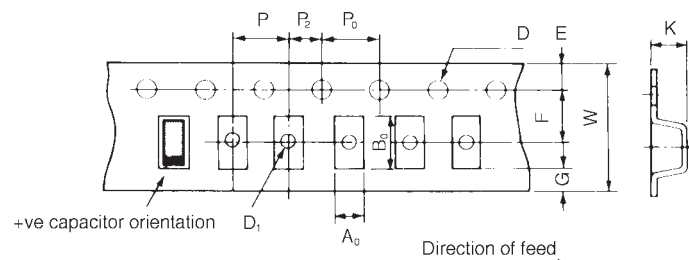 P P₂ P₀ D E K
F W
B₀
G
+ve capacitor orientation D₁
A₀
Direction of feed